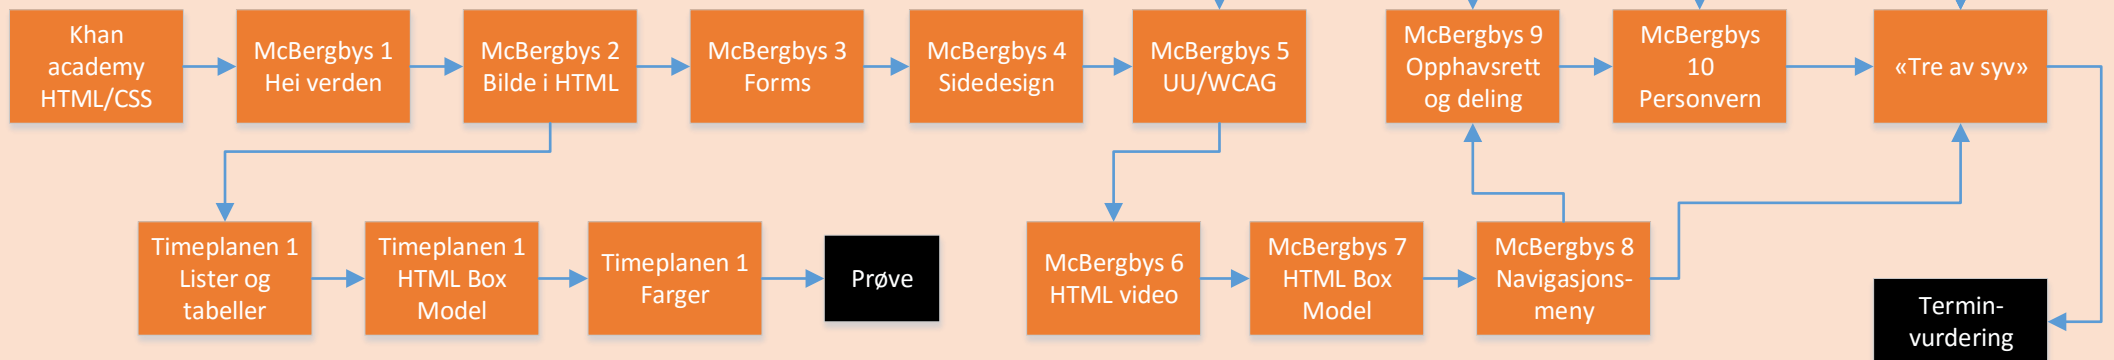 Khan
academy
HTML/CSS
McBergbys 1
Hei verden
McBergbys 2
Bilde i HTML
McBergbys 3
Forms
McBergbys 4
Sidedesign
McBergbys 5
UU/WCAG
McBergbys 9
Opphavsrett
og deling
McBergbys
10
Personvern
«Tre av syv»
Timeplanen 1
Lister og
tabeller
Timeplanen 1
HTML Box
Model
Timeplanen 1
Farger
Prøve
McBergbys 6
HTML video
McBergbys 7
HTML Box
Model
McBergbys 8
Navigasjons-
meny
Termin-
vurdering